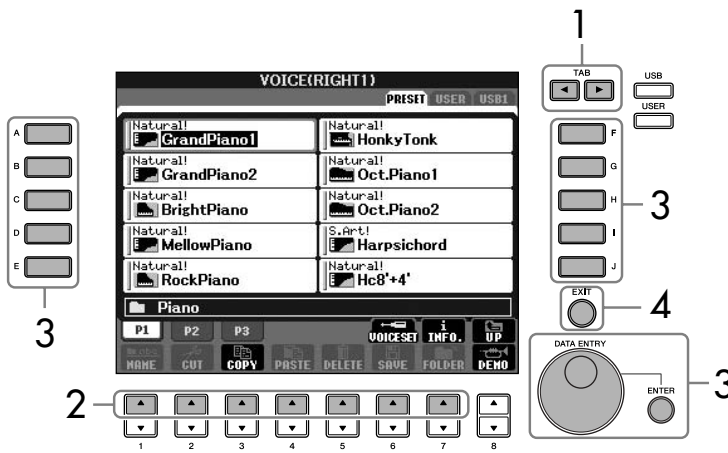 1
TAB
USB
USER
VOICE(RIGHT1)
PRESET USER USB1
Natural!
GrandPiano1
Natural!
HonkyTonk
Natural!
GrandPiano2
Natural!
Oct.Piano1
Natural!
BrightPiano
Natural!
Oct.Piano2
Natural!
MellowPiano
S.Art!
Harpsichord
Natural!
RockPiano
Natural!
Hc8'+4'
Piano
P1 P2 P3 VOICESET i INFO. UP
NAME CUT COPY PASTE DELETE SAVE FOLDER DEMO
A
B
C
D
E
3
F
G
H
I
J
3
EXIT
4
DATA ENTRY
ENTER
3
2
1 2 3 4 5 6 7 8